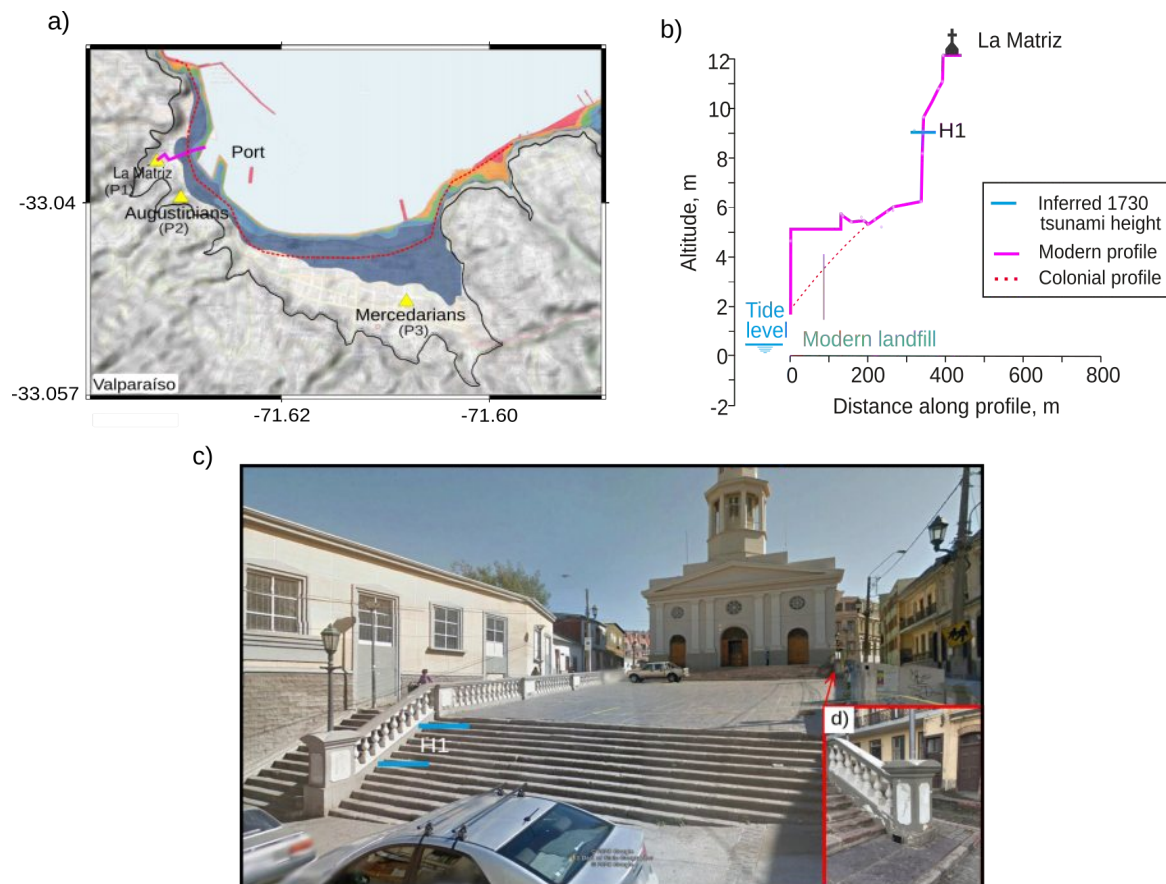 a)
Port
La Matriz
(P1)
-33.04
Augustinians
(P2)
Mercedarians
(P3)
Valparaíso
-33.057
-71.62
-71.60
b)
La Matriz
12
10
8
6
4
2
0
-2
Altitude, m
H1
Inferred 1730
tsunami height
Modern profile
Colonial profile
Tide
level
Modern landfill
0
200
400
600
800
Distance along profile, m
c)
H1
d)